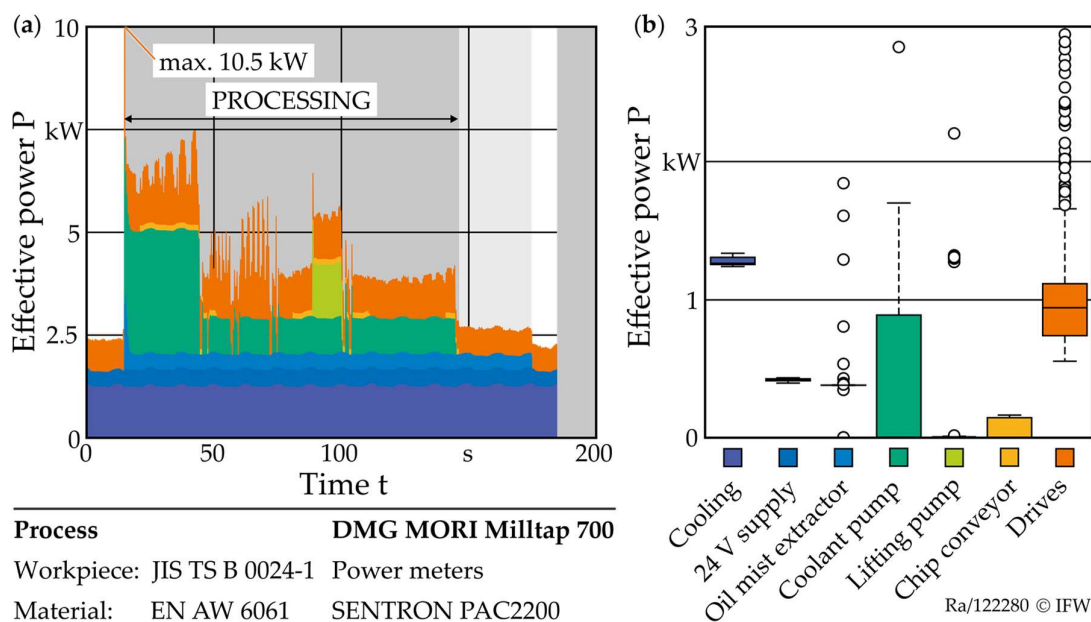 (a)
10
max. 10.5 kW
PROCESSING
kW
5
2.5
0
Effective power P
0 50 100 s 200
Time t
(b)
3
kW
1
0
Effective power P
Cooling
24 V supply
Oil mist extractor
Coolant pump
Lifting pump
Chip conveyor
Drives
Process DMG MORI Milltap 700
Workpiece: JIS TS B 0024-1 Power meters
Material: EN AW 6061 SENTRON PAC2200
Ra/122280 © IFW